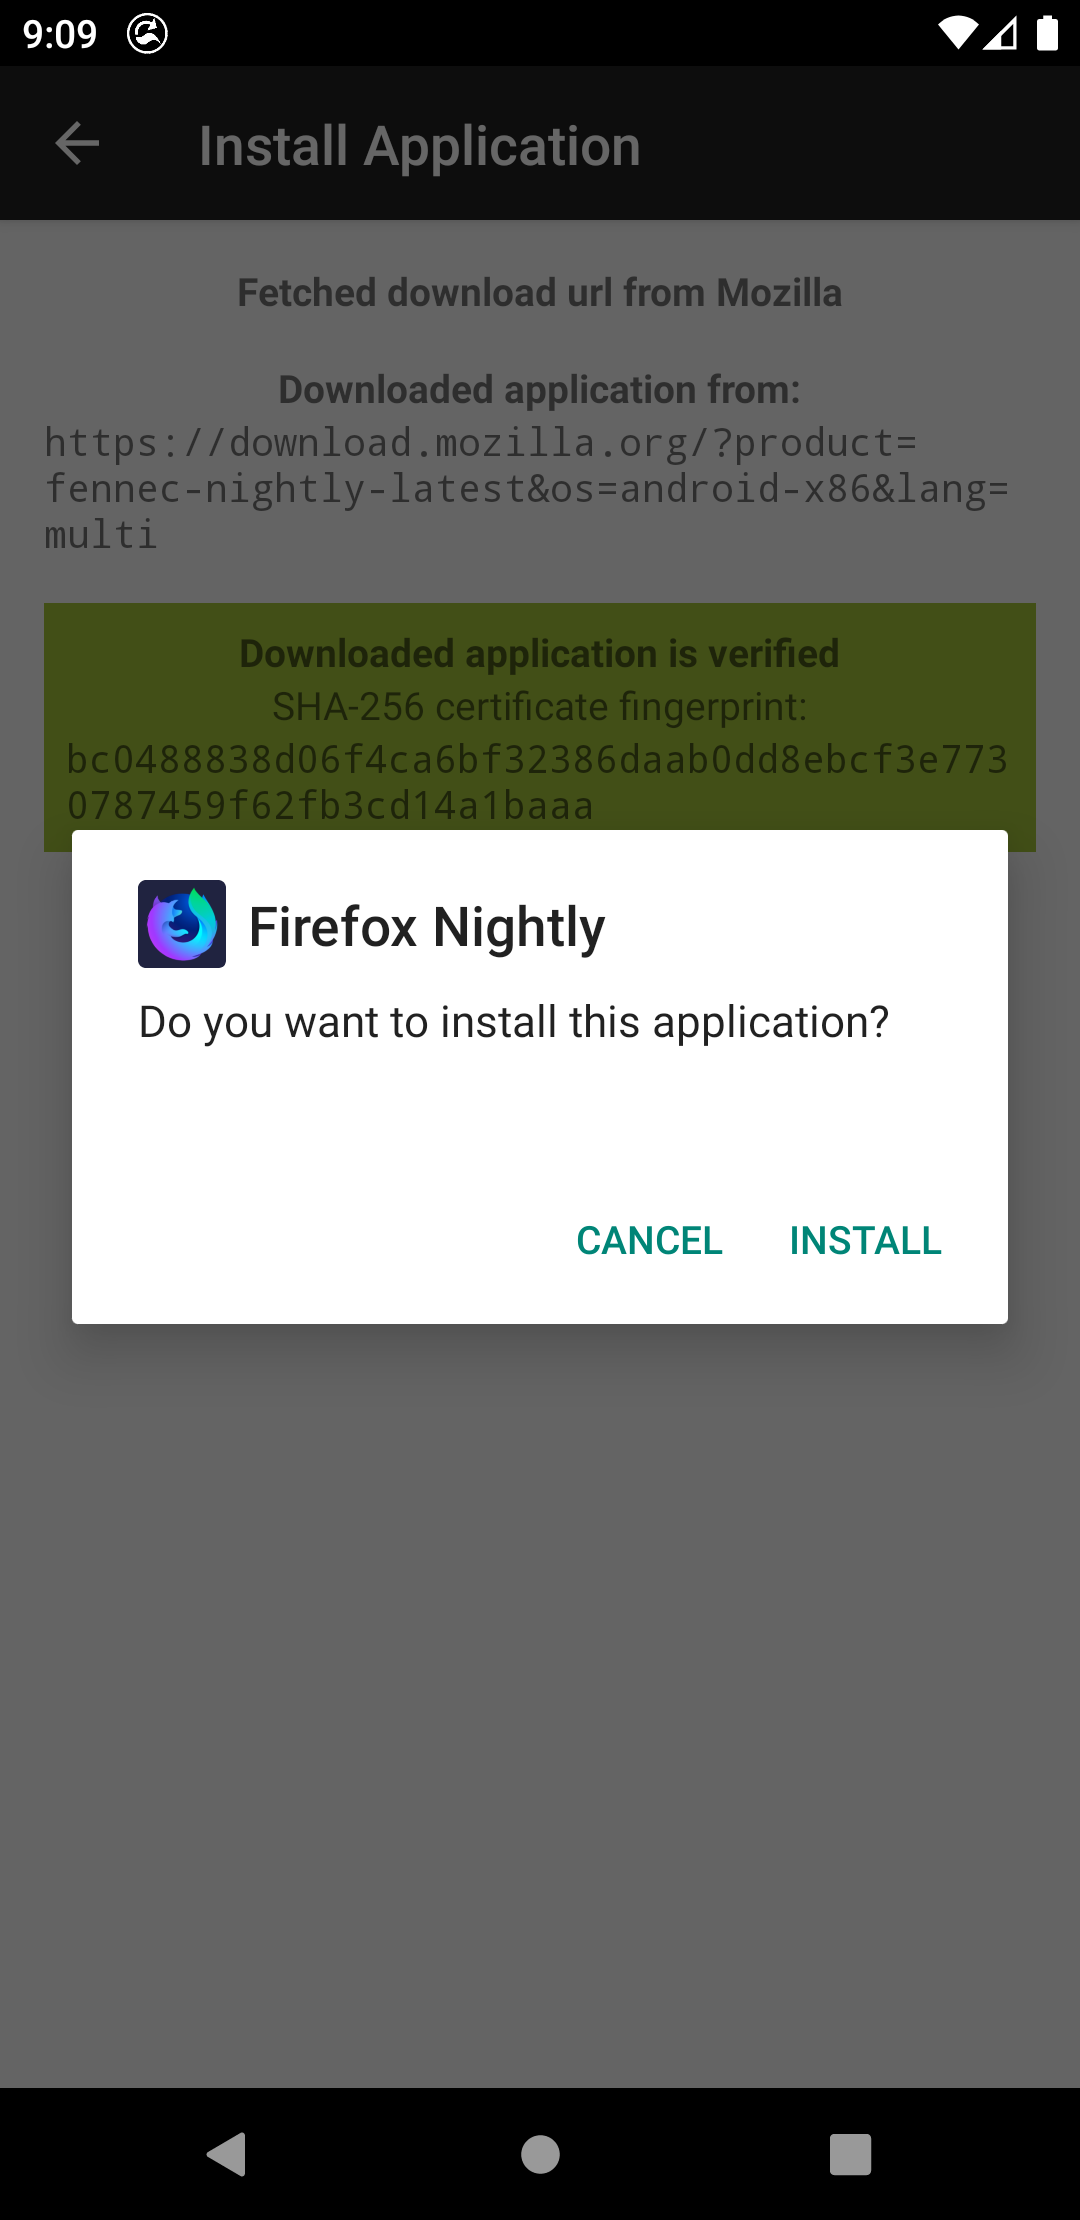 9:09
Install Application
Fetched download url from Mozilla
Downloaded application from:
https://download.mozilla.org/?product=
fennec-nightly-latest&os=android-x86&lang=
multi
Downloaded application is verified
SHA-256 certificate fingerprint:
bc0488838d06f4ca6bf32386daab0dd8ebcf3e773
0787459f62fb3cd14a1baaa
Firefox Nightly
Do you want to install this application?
CANCEL INSTALL